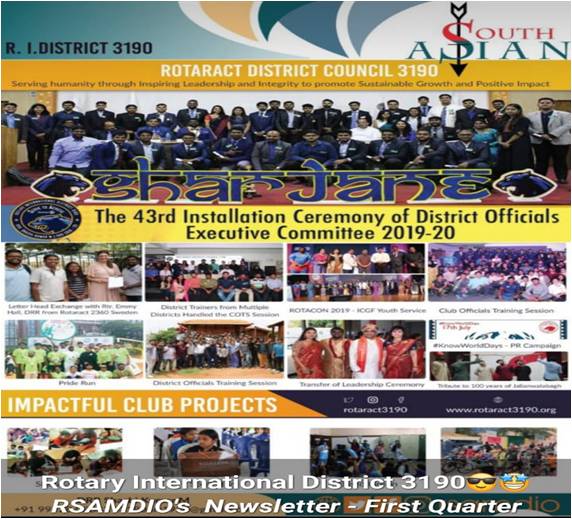 R. I.DISTRICT 3190
SOUTH
ASIAN
ROTARACT DISTRICT COUNCIL 3190
Serving humanity through Inspiring Leadership and Integrity to promote Sustainable Growth and Positive Impact
GharJane
The 43rd Installation Ceremony of District Officials
Executive Committee 2019-20
Letter Head Exchange with Rtr. Emmy
Hall, DRR from Rotaract 2360 Sweden
District Trainers from Multiple
Districts Handled the COTS Session
ROTACON 2019 - ICGF Youth Service
Club Officials Training Session
17th July
#KnowWorldDays - PR Campaign
Pride Run
District Officials Training Session
Transfer of Leadership Ceremony
Tribute to 100 years of Jallianwalabagh
IMPACTFUL CLUB PROJECTS
rotaract3190
www.rotaract3190.org
Rotary International District 3190😎🤩
RSAMDIO's Newsletter - First Quarter